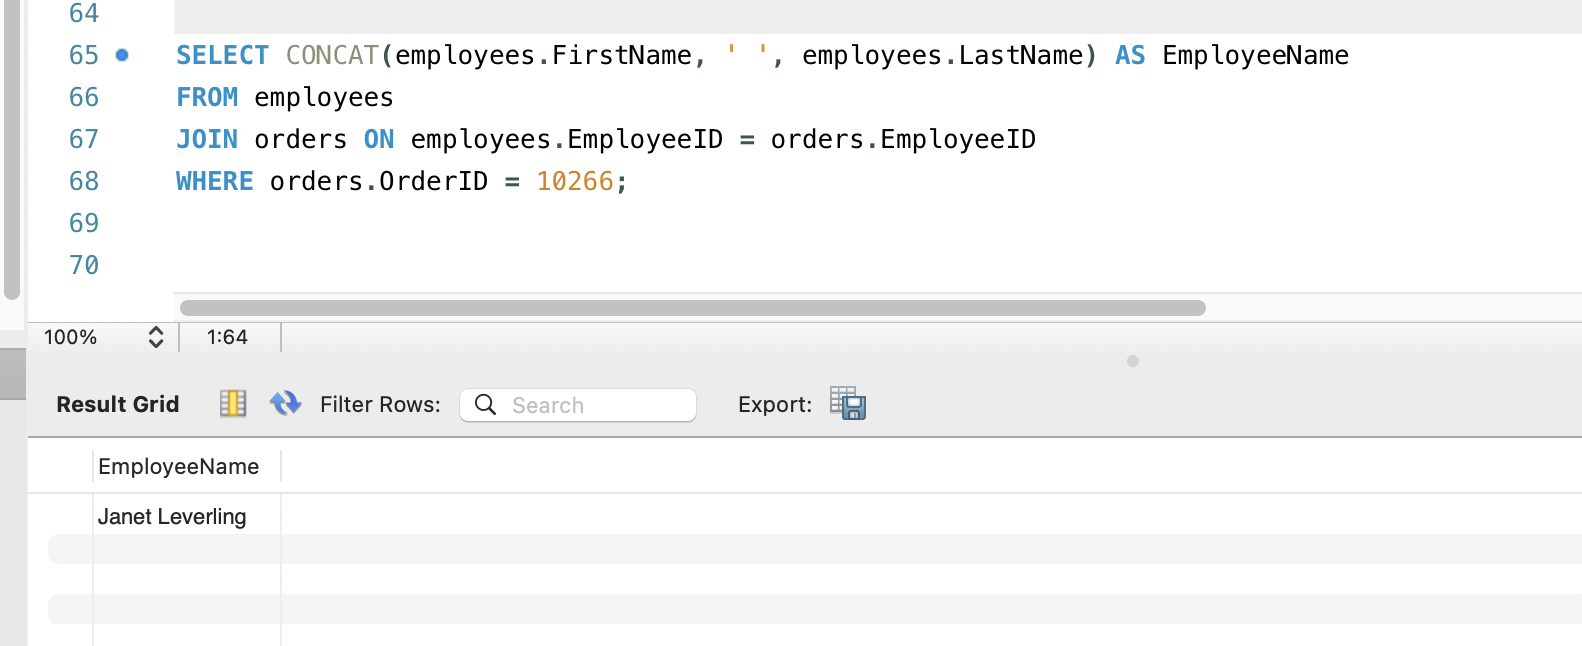 64
65 SELECT CONCAT(employees.FirstName, ' ', employees.LastName) AS EmployeeName
66 FROM employees
67 JOIN orders ON employees.EmployeeID = orders.EmployeeID
68 WHERE orders.OrderID = 10266;
69
70
100% 1:64
Result Grid Filter Rows: Search Export:
EmployeeName
Janet Leverling